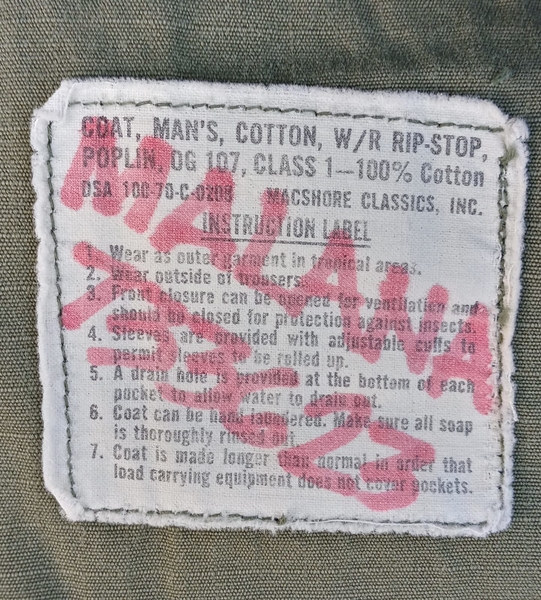 COAT, MAN'S, COTTON, W/R RIP-STOP,
POPLIN, OG 107, CLASS 1—100% Cotton
DSA 100-70-C-0208 MACSHORE CLASSICS, INC.
INSTRUCTION LABEL
1. Wear as outer garment in tropical areas.
2. Wear outside of trousers.
3. Front closure can be opened for ventilation and
should be closed for protection against insects.
4. Sleeves are provided with adjustable cuffs to
permit sleeves to be rolled up.
5. A drain hole is provided at the bottom of each
pocket to allow water to drain out.
6. Coat can be hand laundered. Make sure all soap
is thoroughly rinsed out.
7. Coat is made longer than normal in order that
load carrying equipment does not cover pockets.